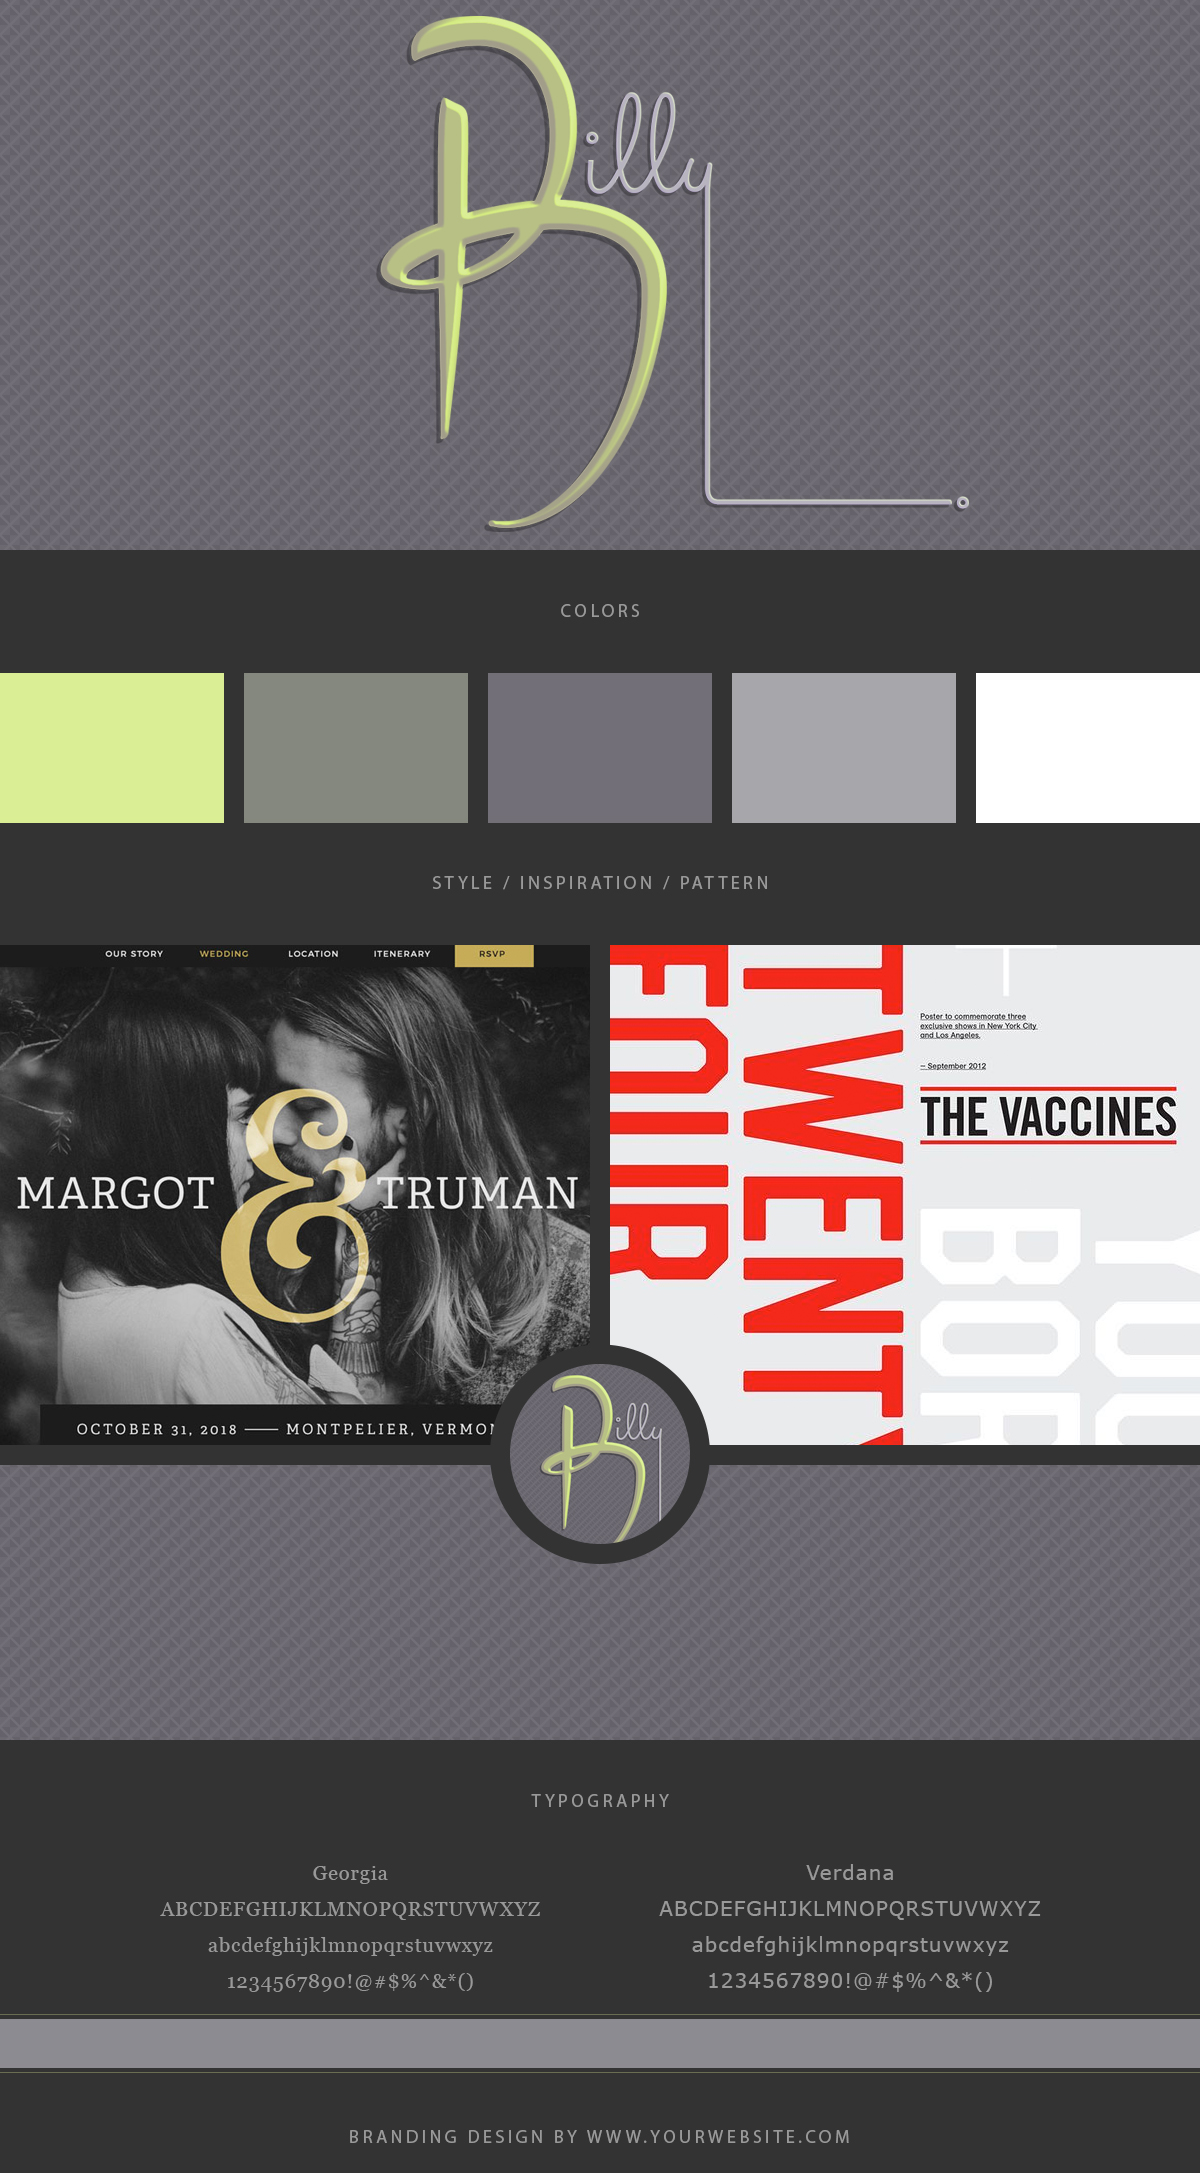 Billy
COLORS
STYLE / INSPIRATION / PATTERN
OUR STORY WEDDING LOCATION ITENERARY RSVP
MARGOT & TRUMAN
OCTOBER 31, 2018 — MONTPELIER, VERMON
FOUR
TWENTY
Poster to commemorate three
exclusive shows in New York City
and Los Angeles.
– September 2012
THE VACCINES
Billy
TYPOGRAPHY
Georgia
ABCDEFGHIJKLMNOPQRSTUVWXYZ
abcdefghijklmnopqrstuvwxyz
1234567890!@#$%^&*()
Verdana
ABCDEFGHIJKLMNOPQRSTUVWXYZ
abcdefghijklmnopqrstuvwxyz
1234567890!@#$%^&*()
BRANDING DESIGN BY WWW.YOURWEBSITE.COM